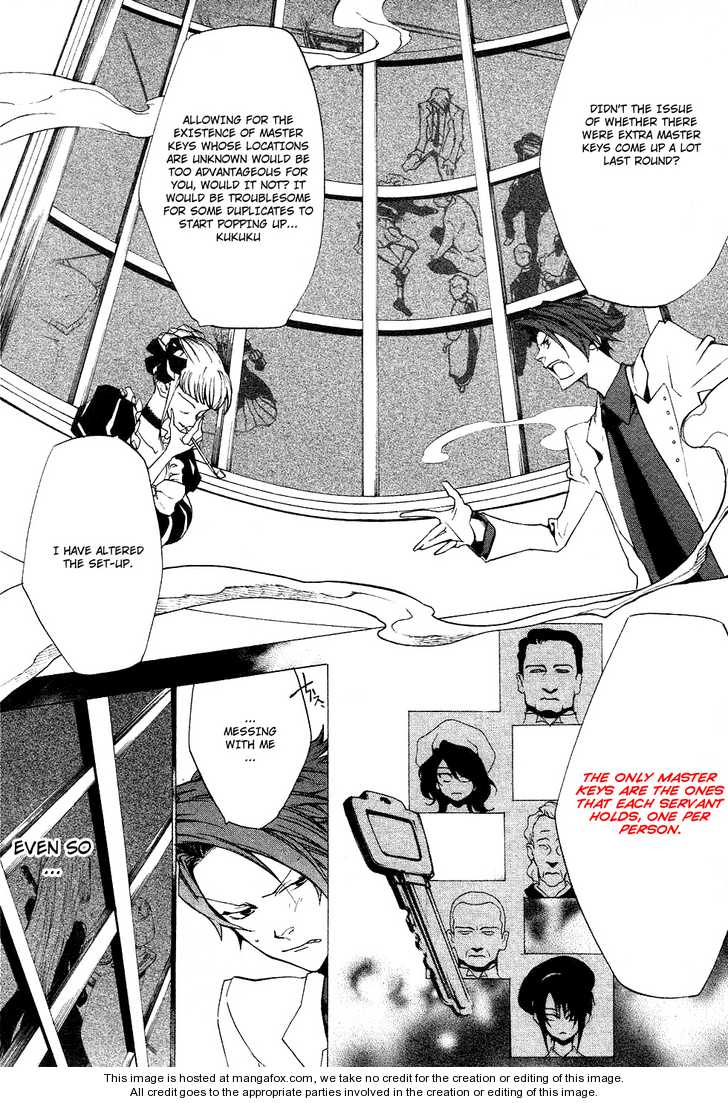 DIDN'T THE ISSUE
OF WHETHER THERE
WERE EXTRA MASTER
KEYS COME UP A LOT
LAST ROUND?
ALLOWING FOR THE
EXISTENCE OF MASTER
KEYS WHOSE LOCATIONS
ARE UNKNOWN WOULD BE
TOO ADVANTAGEOUS FOR
YOU, WOULD IT NOT? IT
WOULD BE TROUBLESOME
FOR SOME DUPLICATES TO
START POPPING UP...
KUKUKU
I HAVE ALTERED
THE SET-UP.
THE ONLY MASTER
KEYS ARE THE ONES
THAT EACH SERVANT
HOLDS, ONE PER
PERSON.
...
MESSING
WITH ME
...
EVEN SO
...
This image is hosted at mangafox.com, we take no credit for the creation or editing of this image.
All credit goes to the appropriate parties involved in the creation or editing of this image.